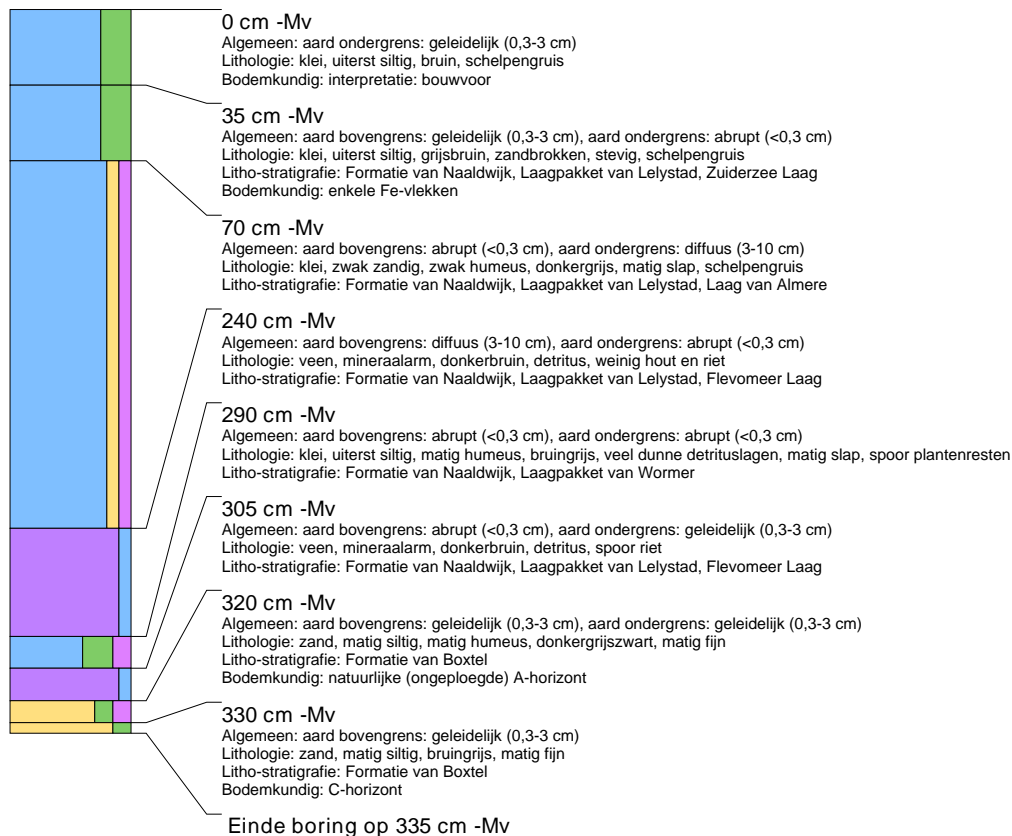 0 cm -Mv
Algemeen: aard ondergrens: geleidelijk (0,3-3 cm)
Lithologie: klei, uiterst siltig, bruin, schelpengruis
Bodemkundig: interpretatie: bouwvoor
35 cm -Mv
Algemeen: aard bovengrens: geleidelijk (0,3-3 cm), aard ondergrens: abrupt (<0,3 cm)
Lithologie: klei, uiterst siltig, grijsbruin, zandbrokken, stevig, schelpengruis
Litho-stratigrafie: Formatie van Naaldwijk, Laagpakket van Lelystad, Zuiderzee Laag
Bodemkundig: enkele Fe-vlekken
70 cm -Mv
Algemeen: aard bovengrens: abrupt (<0,3 cm), aard ondergrens: diffuus (3-10 cm)
Lithologie: klei, zwak zandig, zwak humeus, donkergrijs, matig slap, schelpengruis
Litho-stratigrafie: Formatie van Naaldwijk, Laagpakket van Lelystad, Laag van Almere
240 cm -Mv
Algemeen: aard bovengrens: diffuus (3-10 cm), aard ondergrens: abrupt (<0,3 cm)
Lithologie: veen, mineraalarm, donkerbruin, detritus, weinig hout en riet
Litho-stratigrafie: Formatie van Naaldwijk, Laagpakket van Lelystad, Flevomeer Laag
290 cm -Mv
Algemeen: aard bovengrens: abrupt (<0,3 cm), aard ondergrens: abrupt (<0,3 cm)
Lithologie: klei, uiterst siltig, matig humeus, bruingrijs, veel dunne detrituslagen, matig slap, spoor plantenresten
Litho-stratigrafie: Formatie van Naaldwijk, Laagpakket van Wormer
305 cm -Mv
Algemeen: aard bovengrens: abrupt (<0,3 cm), aard ondergrens: geleidelijk (0,3-3 cm)
Lithologie: veen, mineraalarm, donkerbruin, detritus, spoor riet
Litho-stratigrafie: Formatie van Naaldwijk, Laagpakket van Lelystad, Flevomeer Laag
320 cm -Mv
Algemeen: aard bovengrens: geleidelijk (0,3-3 cm), aard ondergrens: geleidelijk (0,3-3 cm)
Lithologie: zand, matig siltig, matig humeus, donkergrijszwart, matig fijn
Litho-stratigrafie: Formatie van Boxtel
Bodemkundig: natuurlijke (ongeploegde) A-horizont
330 cm -Mv
Algemeen: aard bovengrens: geleidelijk (0,3-3 cm)
Lithologie: zand, matig siltig, bruingrijs, matig fijn
Litho-stratigrafie: Formatie van Boxtel
Bodemkundig: C-horizont
Einde boring op 335 cm -Mv